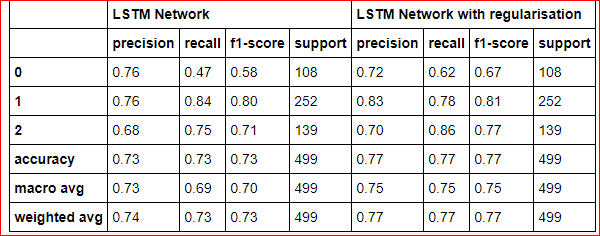 LSTM Network LSTM Network with regularisation
precision recall f1-score support precision recall f1-score support
0 0.76 0.47 0.58 108 0.72 0.62 0.67 108
1 0.76 0.84 0.80 252 0.83 0.78 0.81 252
2 0.68 0.75 0.71 139 0.70 0.86 0.77 139
accuracy 0.73 0.73 0.73 499 0.77 0.77 0.77 499
macro avg 0.73 0.69 0.70 499 0.75 0.75 0.75 499
weighted avg 0.74 0.73 0.73 499 0.77 0.77 0.77 499